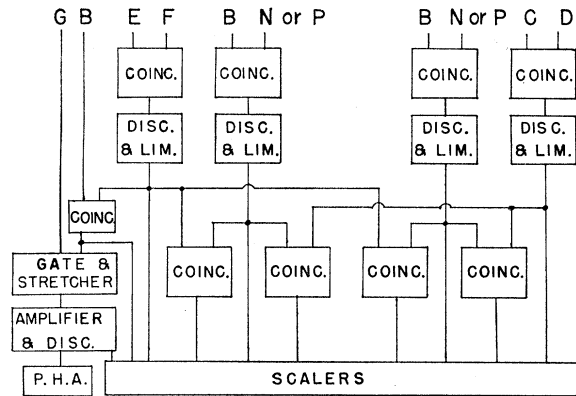 G B E F B N or P B N or P C D
COINC. COINC. COINC. COINC.
DISC. & LIM. DISC. & LIM. DISC. & LIM. DISC. & LIM.
COINC.
COINC. COINC. COINC. COINC.
GATE & STRETCHER
AMPLIFIER & DISC.
P. H. A. SCALERS